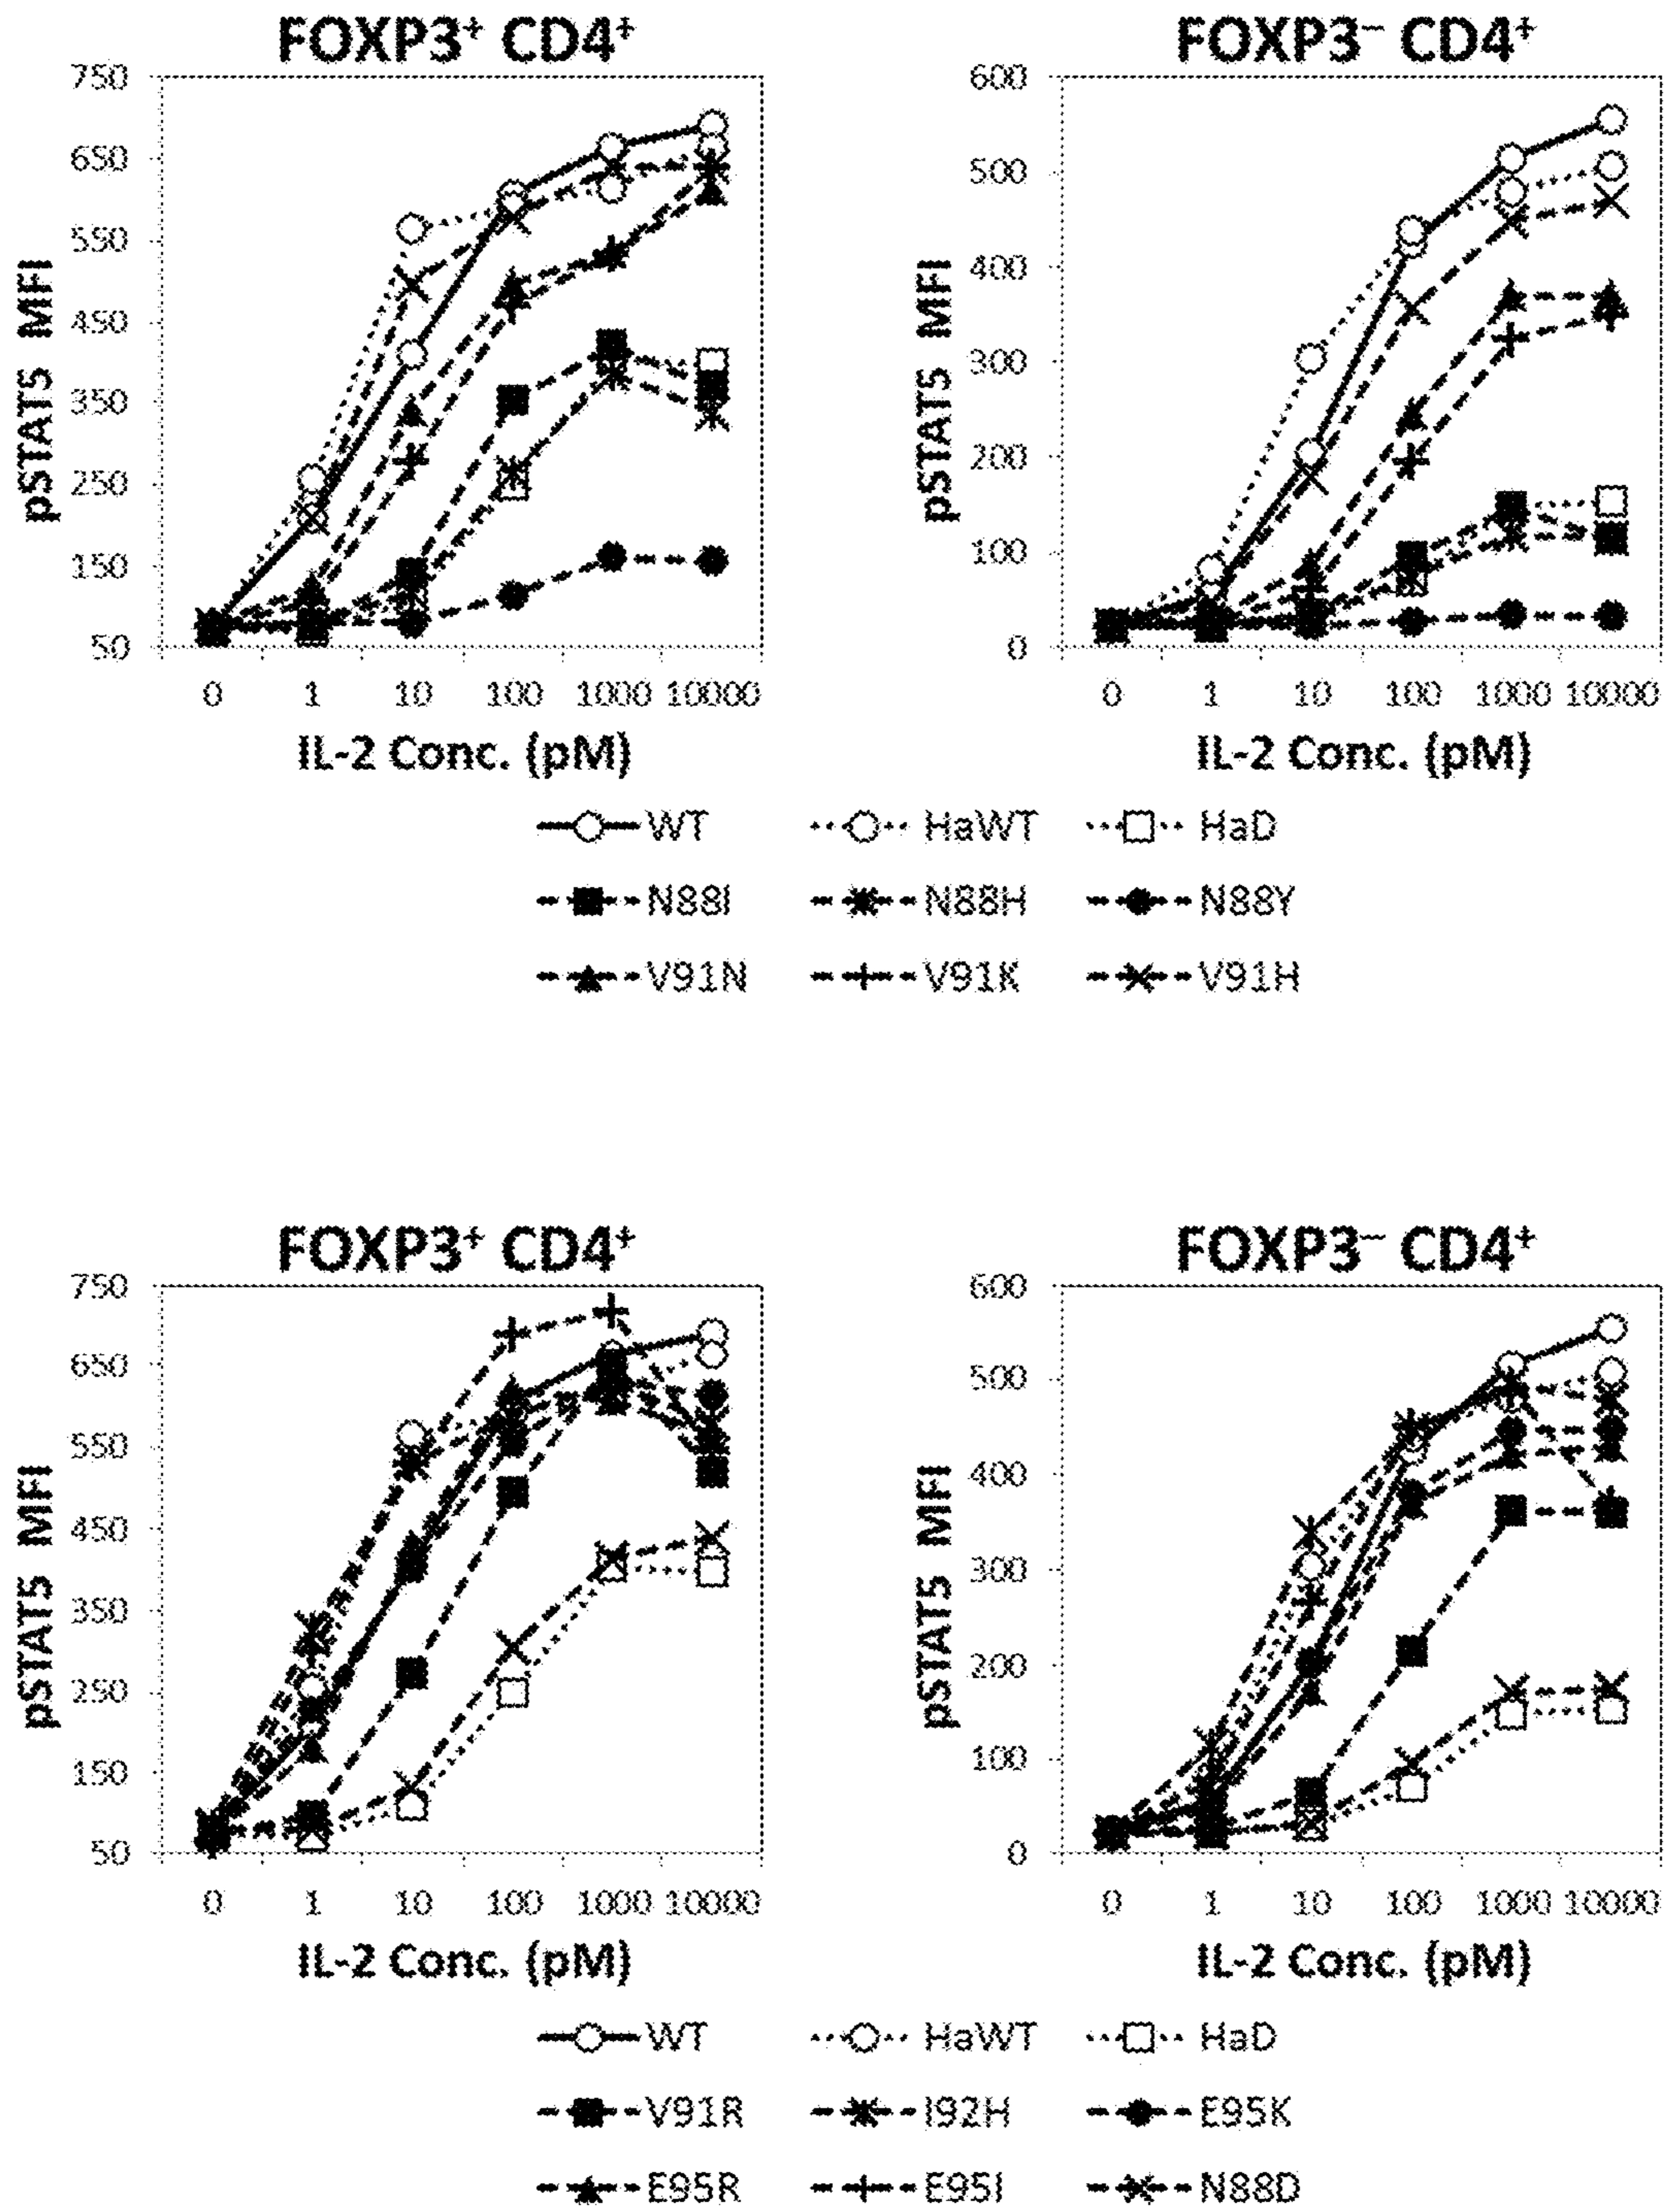 FOXP3+ CD4+
750
650
550
450
350
250
150
50
pSTAT5 MFI
0 1 10 100 1000 10000
IL-2 Conc. (pM)
FOXP3− CD4+
600
500
400
300
200
100
0
pSTAT5 MFI
0 1 10 100 1000 10000
IL-2 Conc. (pM)
WT HaWT HaD
N88I N88H N88Y
V91N V91K V91H
FOXP3+ CD4+
750
650
550
450
350
250
150
50
pSTAT5 MFI
0 1 10 100 1000 10000
IL-2 Conc. (pM)
FOXP3− CD4+
600
500
400
300
200
100
0
pSTAT5 MFI
0 1 10 100 1000 10000
IL-2 Conc. (pM)
WT HaWT HaD
V91R I92H E95K
E95R E95I N88D